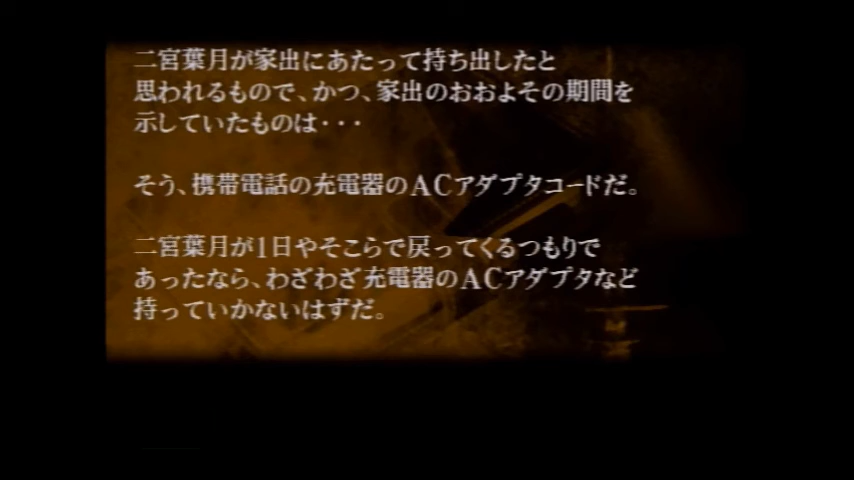 二宮葉月が家出にあたって持ち出したと
思われるもので、かつ、家出のおおよその期間を
示していたものは・・・
そう、携帯電話の充電器のACアダプタコードだ。
二宮葉月が1日やそこらで戻ってくるつもりで
あったなら、わざわざ充電器のACアダプタなど
持っていかないはずだ。